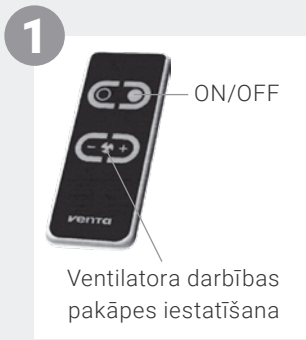 1
ON/OFF
- +
venta
Ventilatora darbības
pakāpes iestatīšana